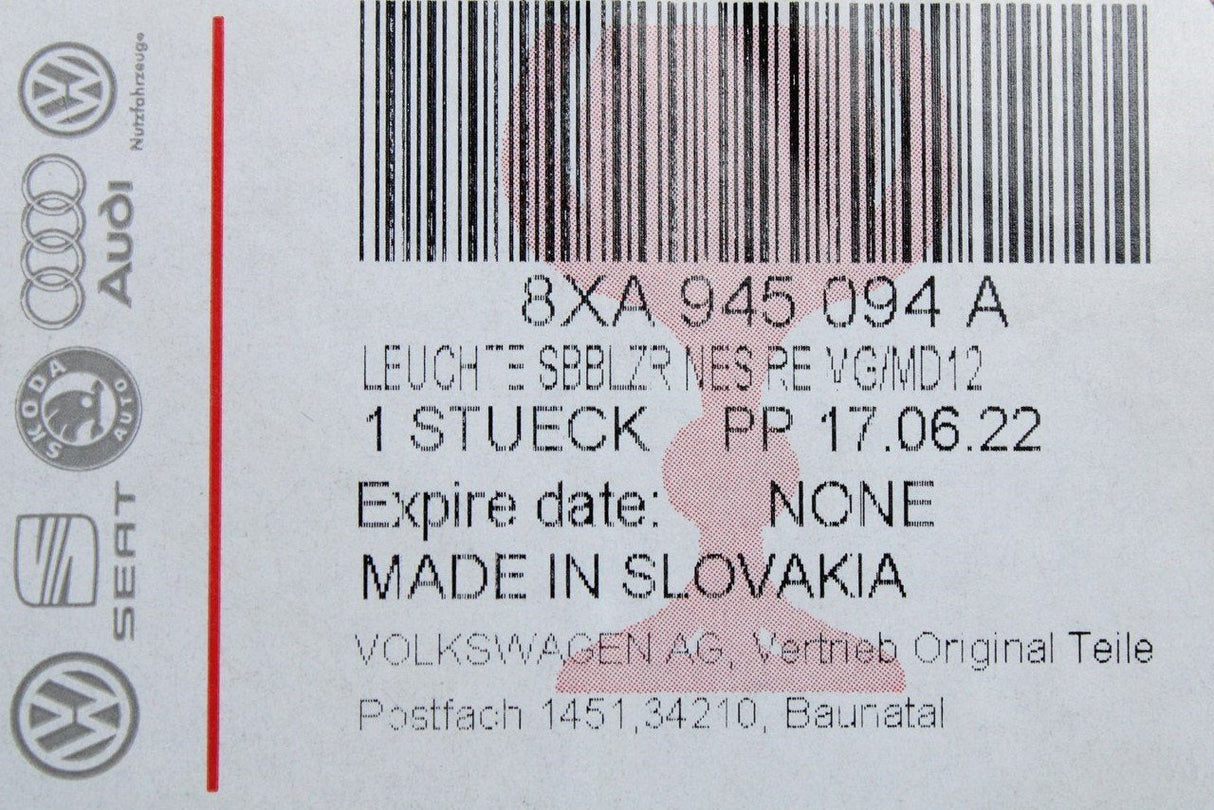 Nutzfahrzeuge
Audi
SKODA
AUTO
SEAT
8XA 945 094 A
LEUCHTE SBBLZR NES RE VG/MD12
1 STUECK PP 17.06.22
Expire date: NONE
MADE IN SLOVAKIA
VOLKSWAGEN AG, Vertrieb Original Teile
Postfach 1451,34210, Baunatal